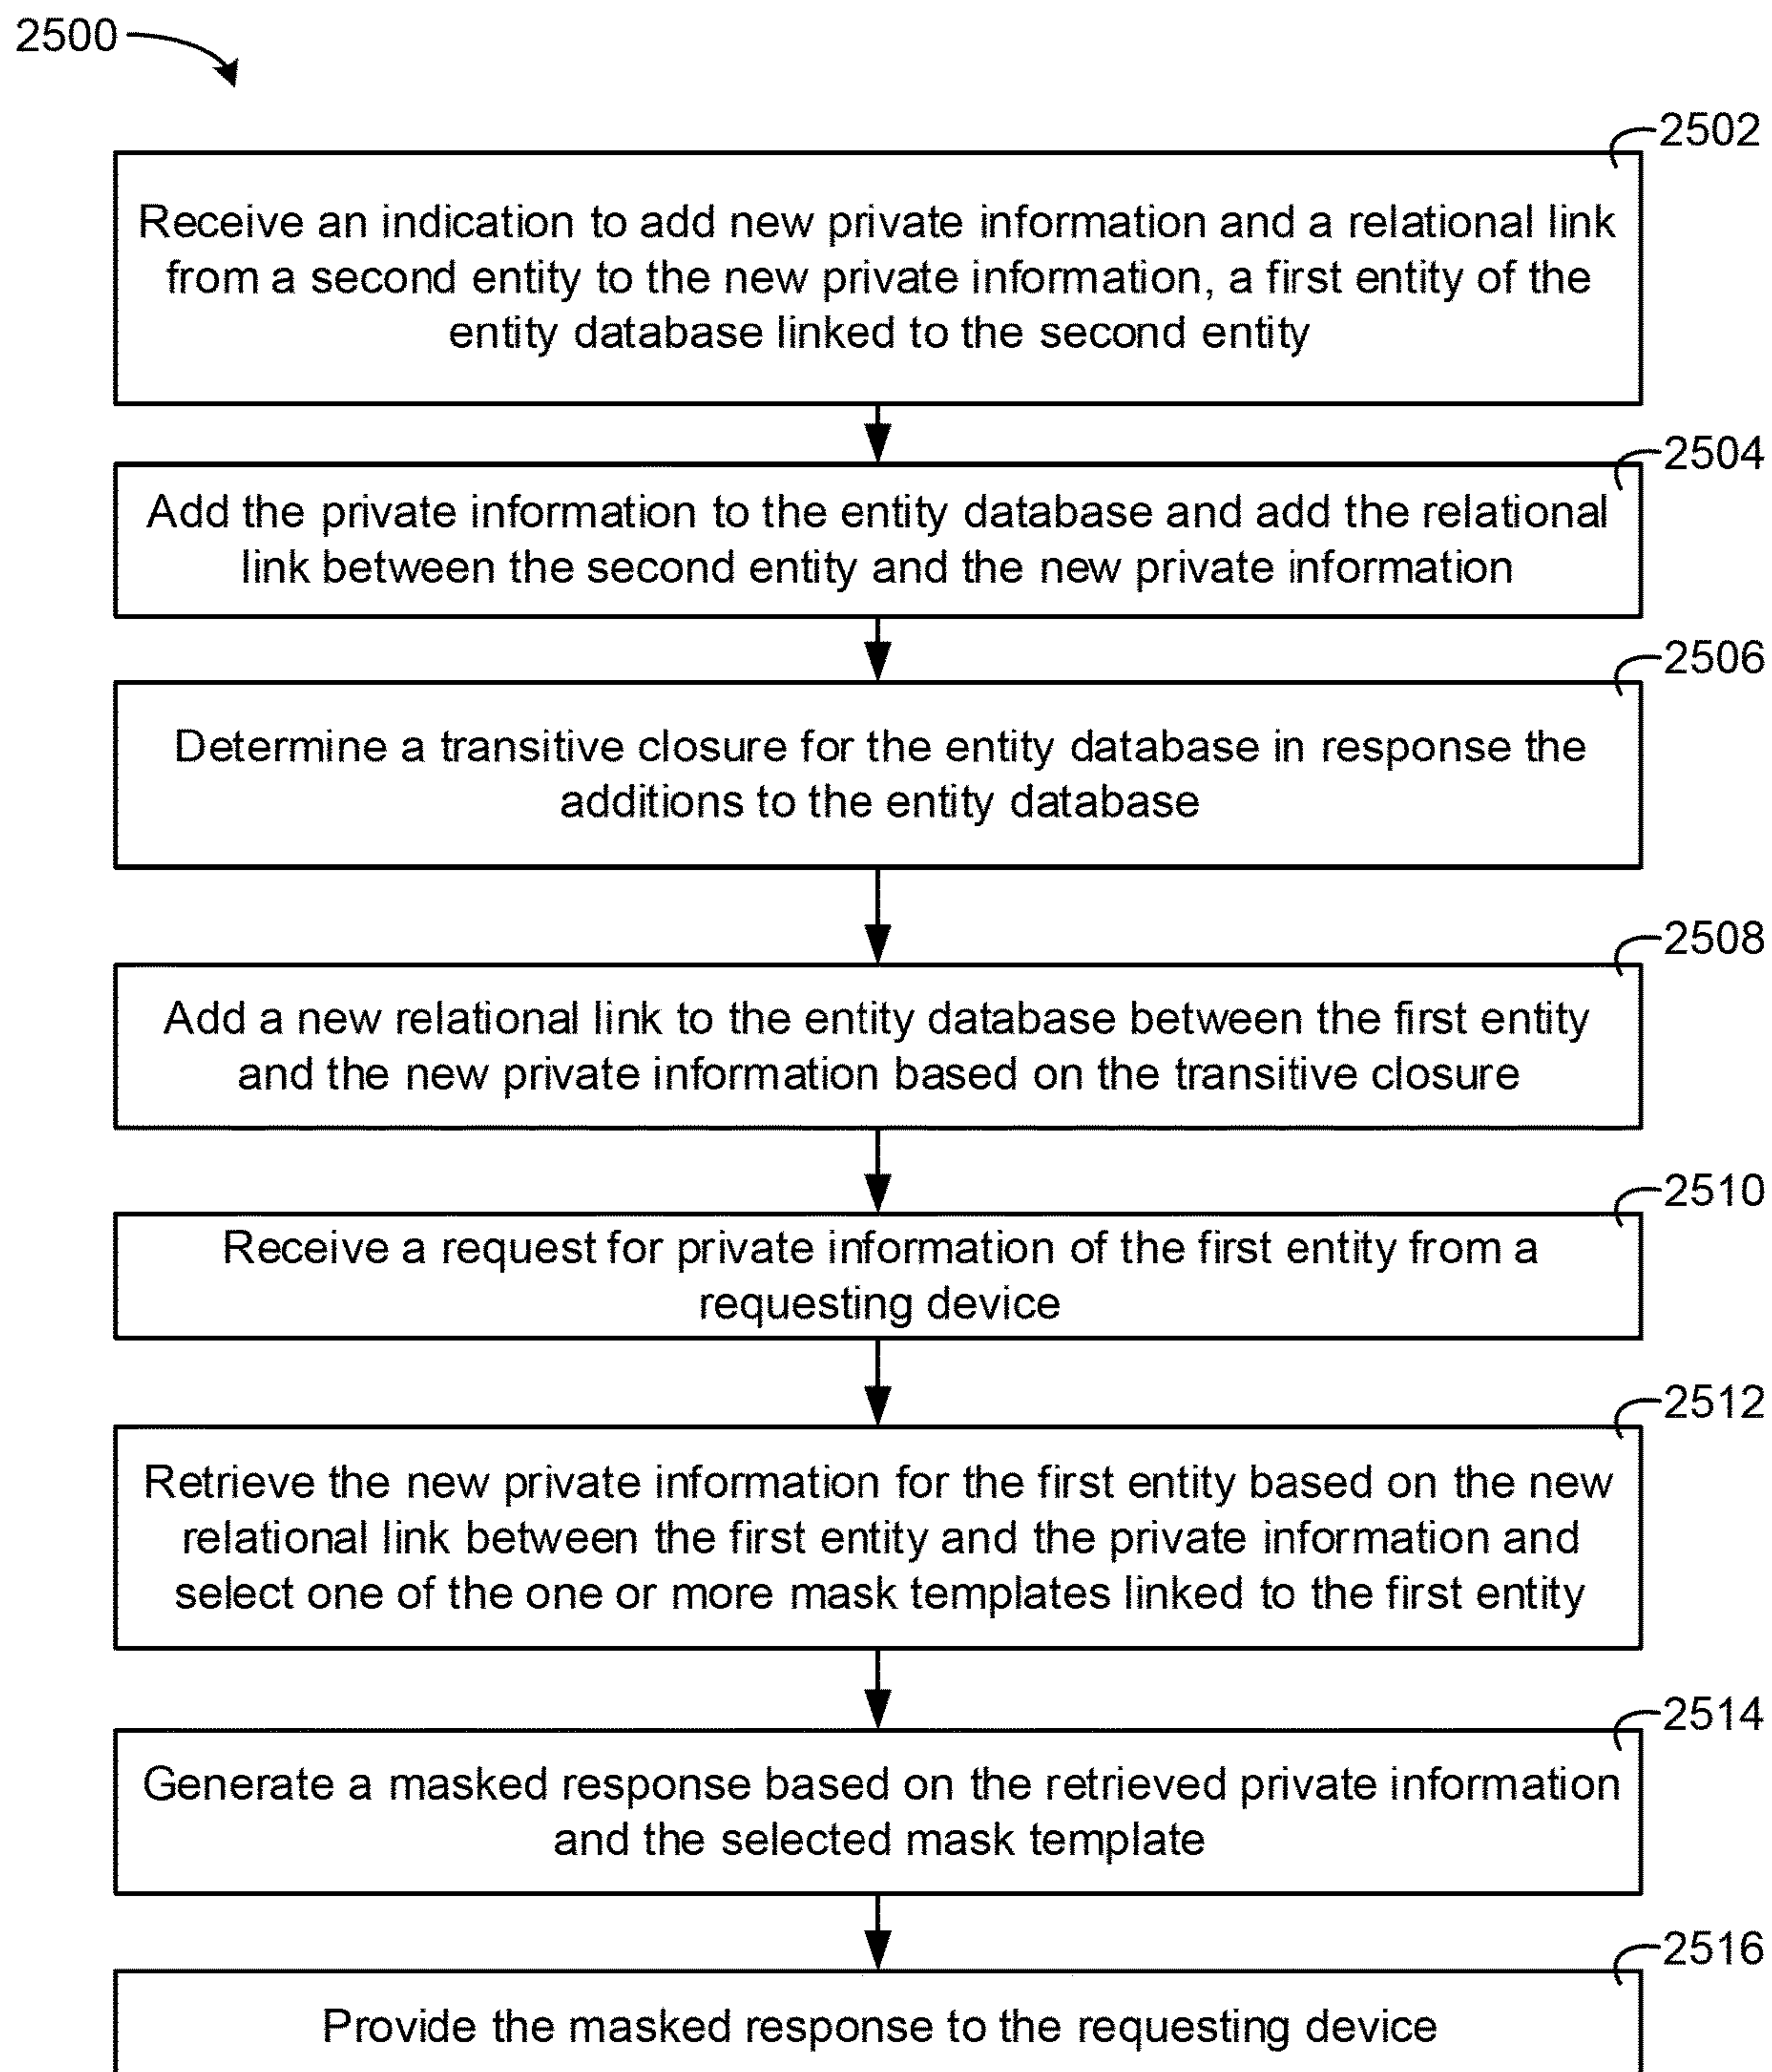 2500
2502
Receive an indication to add new private information and a relational link
from a second entity to the new private information, a first entity of the
entity database linked to the second entity
2504
Add the private information to the entity database and add the relational
link between the second entity and the new private information
2506
Determine a transitive closure for the entity database in response the
additions to the entity database
2508
Add a new relational link to the entity database between the first entity
and the new private information based on the transitive closure
2510
Receive a request for private information of the first entity from a
requesting device
2512
Retrieve the new private information for the first entity based on the new
relational link between the first entity and the private information and
select one of the one or more mask templates linked to the first entity
2514
Generate a masked response based on the retrieved private information
and the selected mask template
2516
Provide the masked response to the requesting device